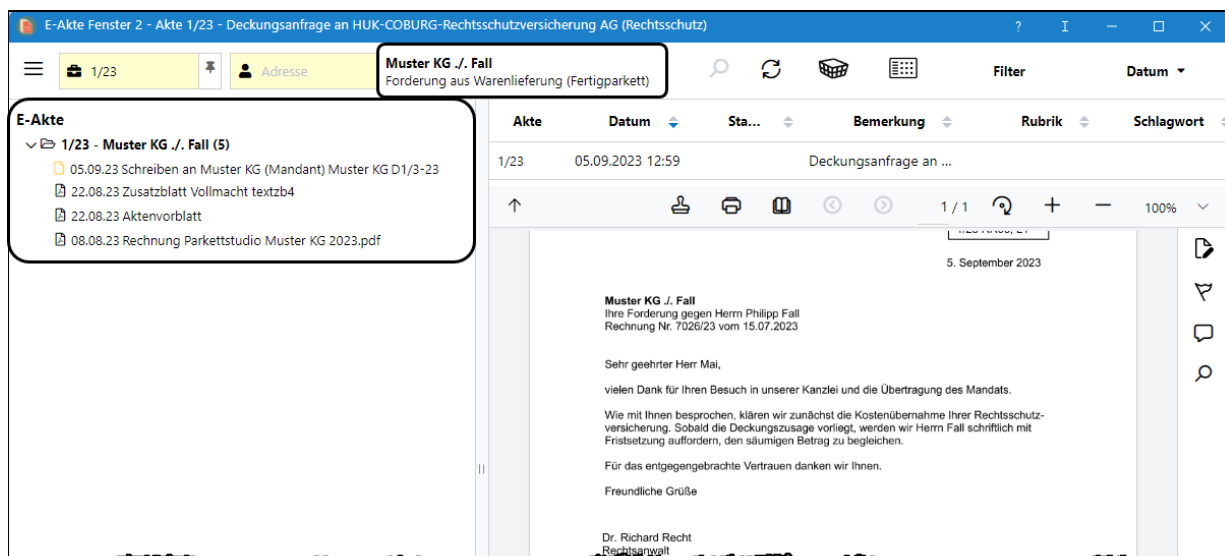 E-Akte Fenster 2 - Akte 1/23 - Deckungsanfrage an HUK-COBURG-Rechtsschutzversicherung AG (Rechtsschutz)
1/23
Adresse
Muster KG ./. Fall
Forderung aus Warenlieferung (Fertigparkett)
Filter
Datum
E-Akte
1/23 - Muster KG ./. Fall (5)
05.09.23 Schreiben an Muster KG (Mandant) Muster KG D1/3-23
22.08.23 Zusatzblatt Vollmacht textzb4
22.08.23 Aktenvorblatt
08.08.23 Rechnung Parkettstudio Muster KG 2023.pdf
Akte Datum Sta... Bemerkung Rubrik Schlagwort
1/23 05.09.2023 12:59 Deckungsanfrage an ...
1 / 1 100%
5. September 2023
Muster KG ./. Fall
Ihre Forderung gegen Herrn Philipp Fall
Rechnung Nr. 7026/23 vom 15.07.2023
Sehr geehrter Herr Mai,
vielen Dank für Ihren Besuch in unserer Kanzlei und die Übertragung des Mandats.
Wie mit Ihnen besprochen, klären wir zunächst die Kostenübernahme Ihrer Rechtsschutz-
versicherung. Sobald die Deckungszusage vorliegt, werden wir Herrn Fall schriftlich mit
Fristsetzung auffordern, den säumigen Betrag zu begleichen.
Für das entgegengebrachte Vertrauen danken wir Ihnen.
Freundliche Grüße
Dr. Richard Recht
Rechtsanwalt